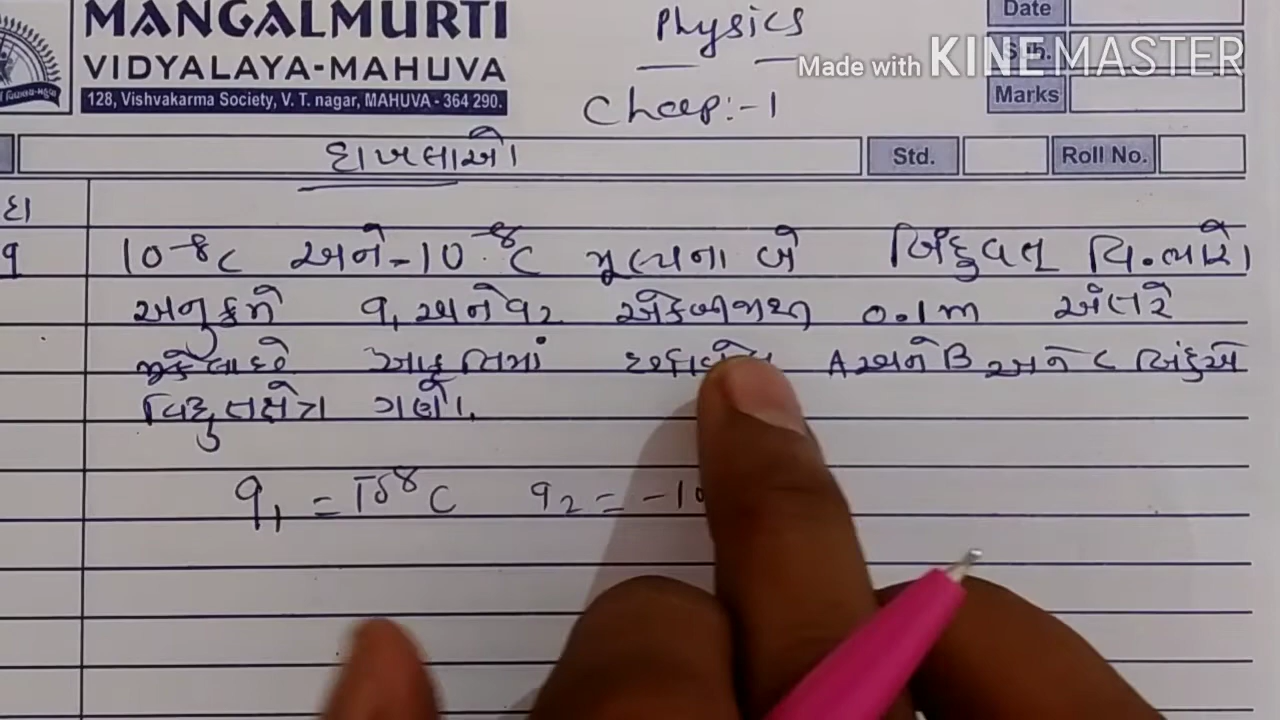 MANGALMURTI
VIDYALAYA-MAHUVA
128, Vishvakarma Society, V. T. nagar, MAHUVA - 364 290.
Physics
Chap:-1
Date
Sub.
Marks
Made with KINEMASTER
દાખલાઓ
Std.
Roll No.
દા
૧
10⁻⁸C અને -10⁻⁸C મૂલ્યના બે બિંદુવત્ વિ.ભારો
અનુક્રમે q₁ અને q₂ એકબીજાથી 0.1m અંતરે
મૂકેલા છે આકૃતિમાં A અને B અને C બિંદુએ
વિદ્યુતક્ષેત્ર ગણો.
q₁ = 10⁻⁸C q₂ = -10